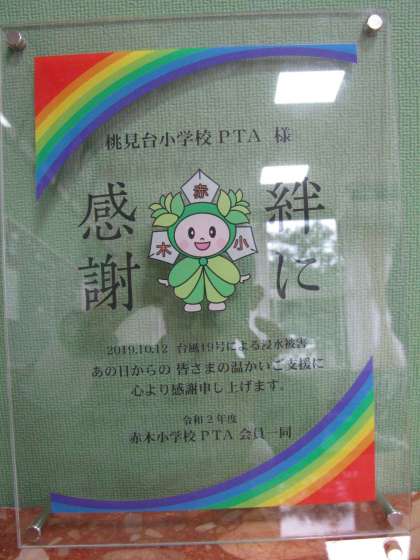 桃見台小学校PTA 様
絆に
感謝
赤
木
小
2019.10.12 台風19号による浸水被害
あの日からの 皆さまの温かいご支援に
心より感謝申し上げます。
令和2年度
赤木小学校PTA 会員一同